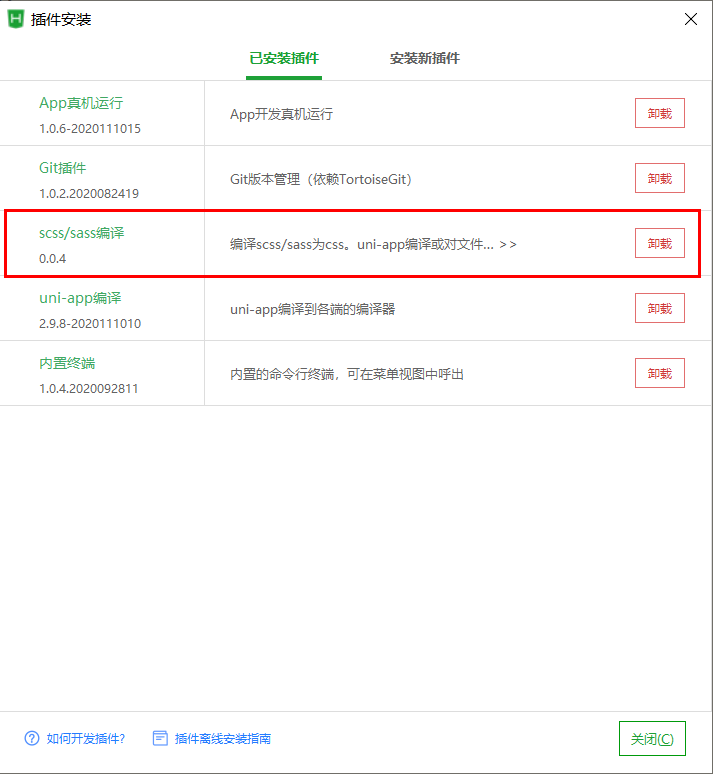 插件安装
已安装插件 安装新插件
App真机运行
1.0.6-2020111015
App开发真机运行
卸载
Git插件
1.0.2.2020082419
Git版本管理（依赖TortoiseGit）
卸载
scss/sass编译
0.0.4
编译scss/sass为css。uni-app编译或对文件... >>
卸载
uni-app编译
2.9.8-2020111010
uni-app编译到各端的编译器
卸载
内置终端
1.0.4.2020092811
内置的命令行终端，可在菜单视图中呼出
卸载
如何开发插件? 插件离线安装指南 关闭(C)